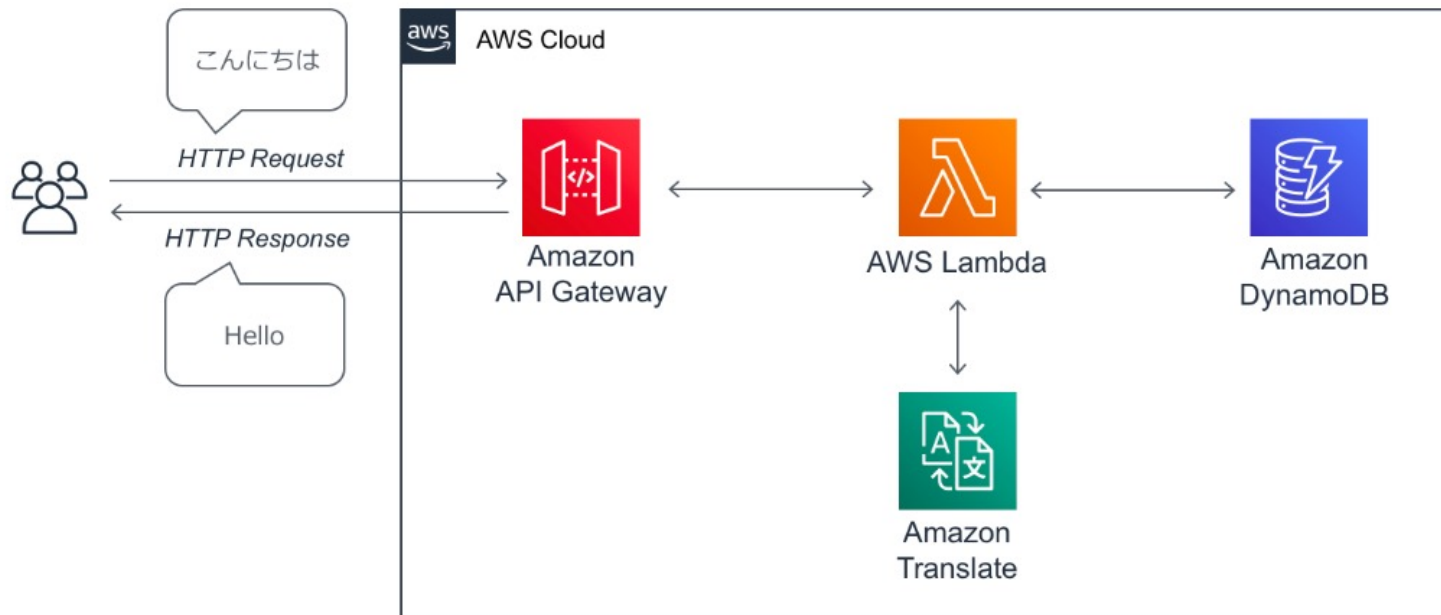 こんにちは
aws
AWS Cloud
HTTP Request
</>
HTTP Response
Hello
Amazon
API Gateway
AWS Lambda
Amazon
DynamoDB
A
文
Amazon
Translate